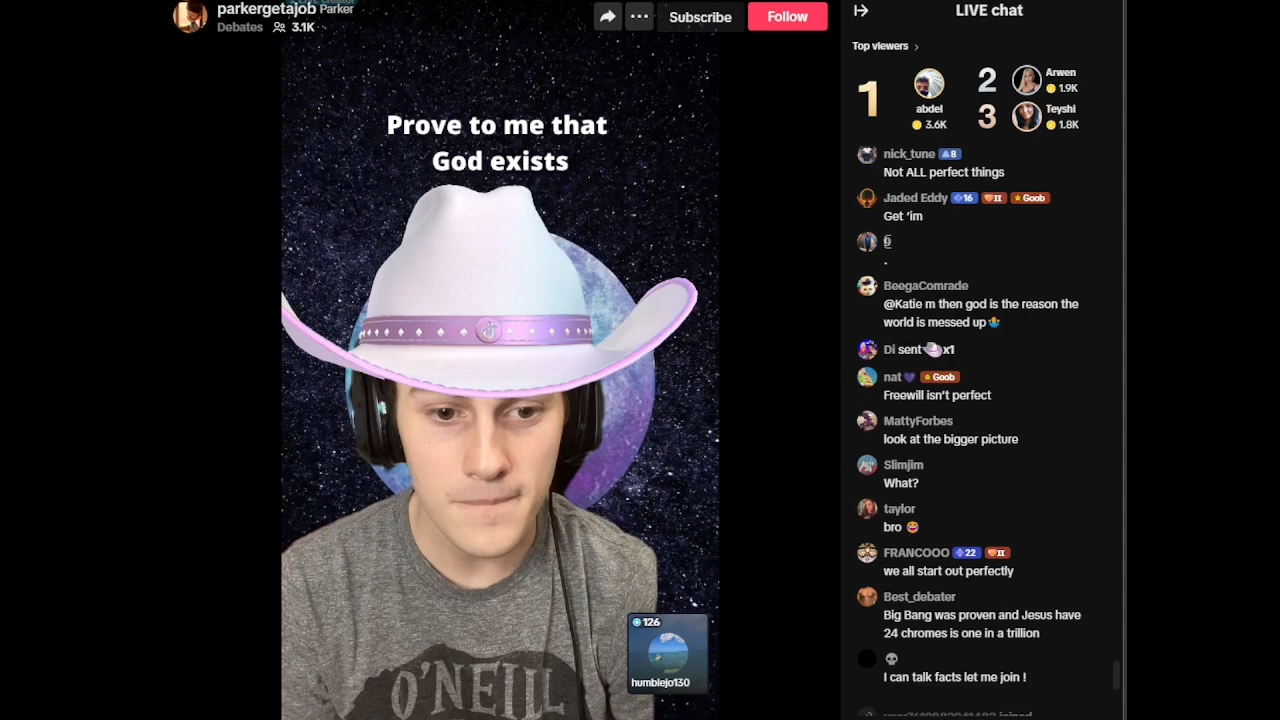 parkergetajob Parker
Debates 3.1K
Subscribe
Follow
Prove to me that
God exists
O'NEILL
126
humblejo130
LIVE chat
Top viewers
1
abdel
3.6K
2
Arwen
1.9K
3
Teyshi
1.8K
nick_tune 8
Not ALL perfect things
Jaded Eddy 16 II Goob
Get 'im
.
BeegaComrade
@Katie m then god is the reason the
world is messed up
Di sent x1
nat Goob
Freewill isn't perfect
MattyForbes
look at the bigger picture
Slimjim
What?
taylor
bro
FRANCOOO 22 II
we all start out perfectly
Best_debater
Big Bang was proven and Jesus have
24 chromes is one in a trillion
I can talk facts let me join !